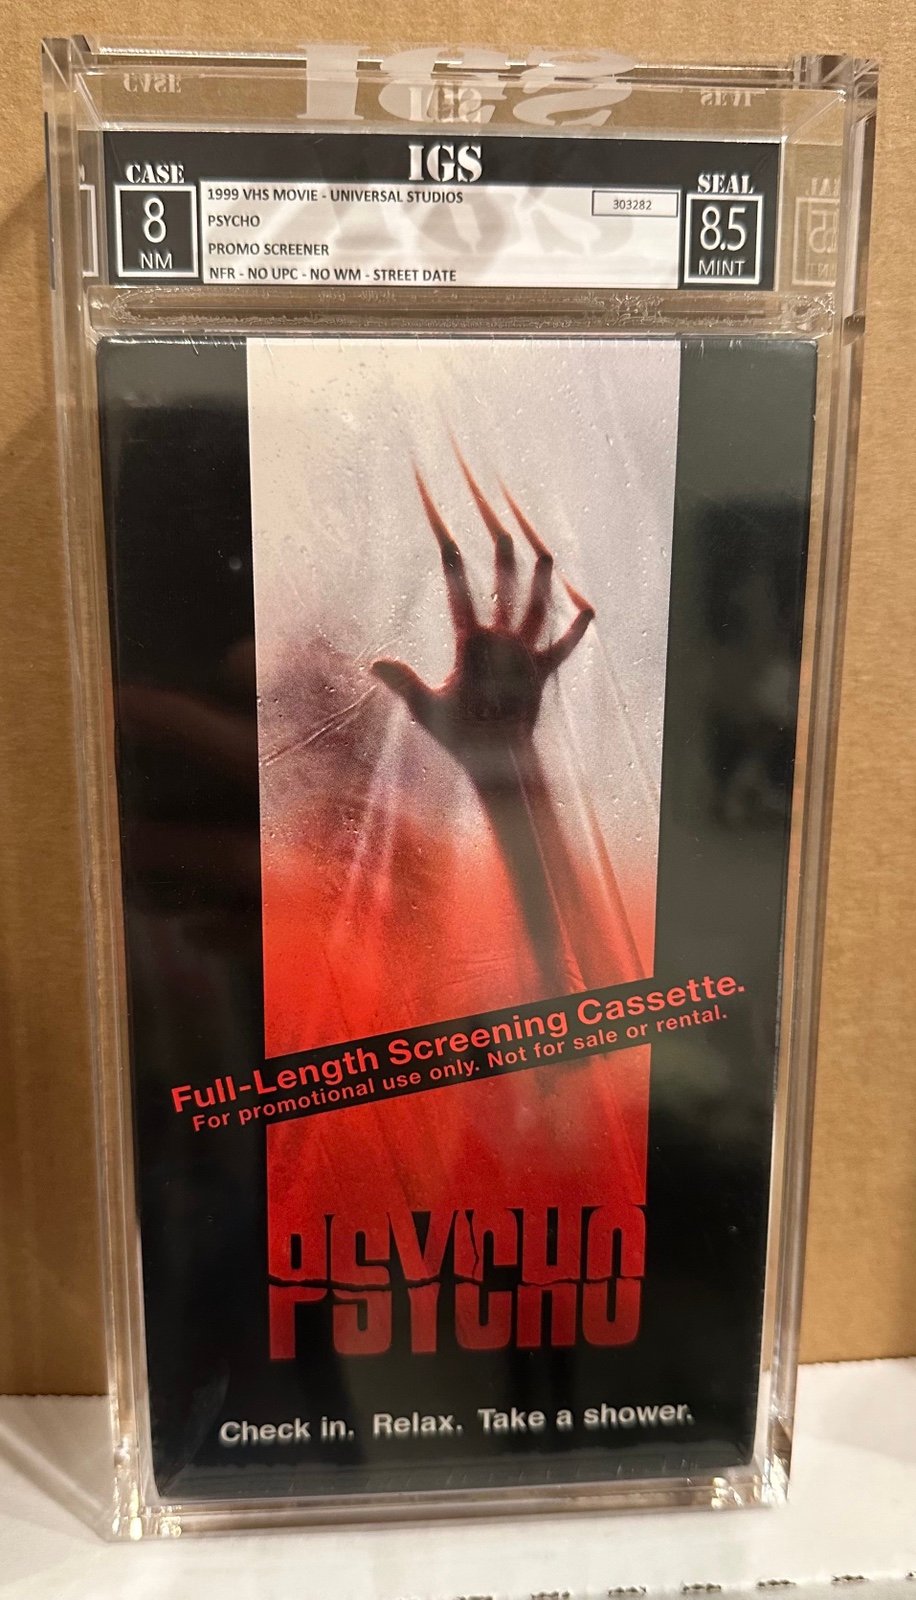 IGS
IGS
CASE
8
NM
1999 VHS MOVIE - UNIVERSAL STUDIOS
PSYCHO
PROMO SCREENER
NFR - NO UPC - NO WM - STREET DATE
303282
SEAL
8.5
MINT
Full-Length Screening Cassette.
For promotional use only. Not for sale or rental.
PSYCHO
Check in. Relax. Take a shower.